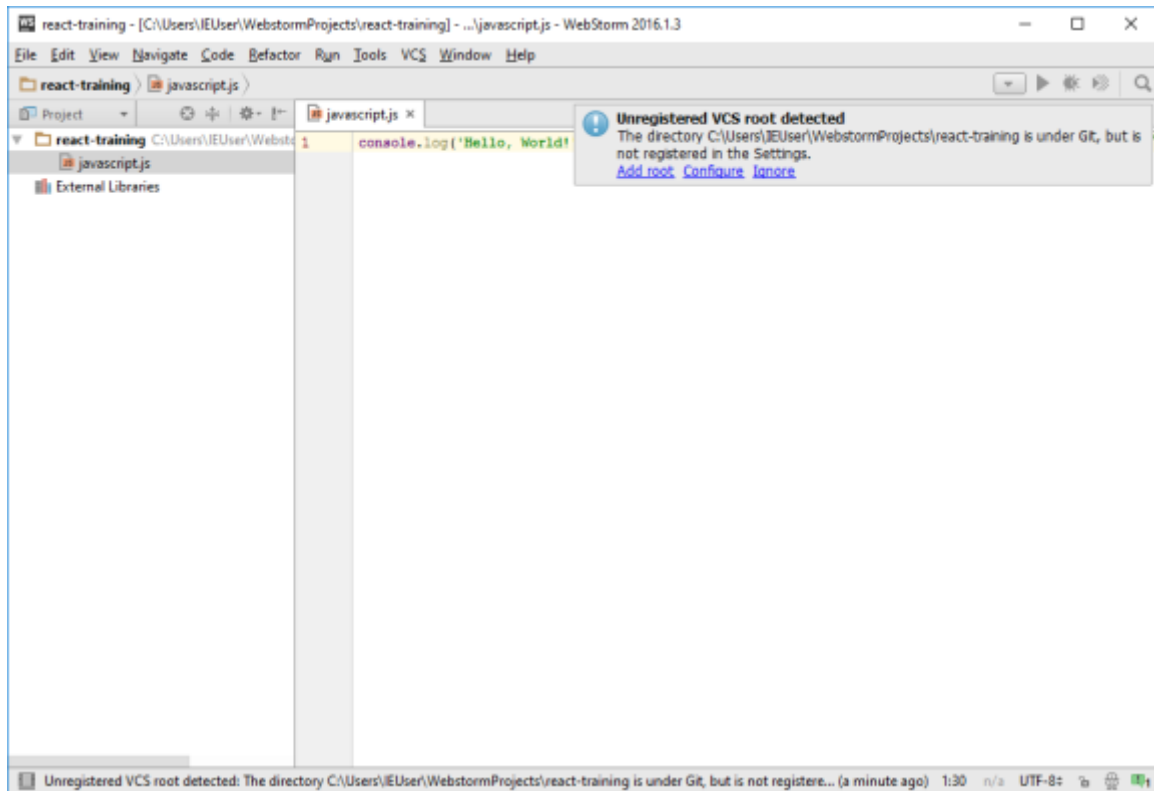 react-training - [C:\Users\IEUser\WebstormProjects\react-training] - ...\javascript.js - WebStorm 2016.1.3
File Edit View Navigate Code Refactor Run Tools VCS Window Help
react-training javascript.js
Project
javascript.js
react-training C:\Users\IEUser\Webst
javascript.js
External Libraries
1 console.log('Hello, World!
Unregistered VCS root detected
The directory C:\Users\IEUser\WebstormProjects\react-training is under Git, but is
not registered in the Settings.
Add root Configure Ignore
Unregistered VCS root detected: The directory C:\Users\IEUser\WebstormProjects\react-training is under Git, but is not registere... (a minute ago) 1:30 n/a UTF-8